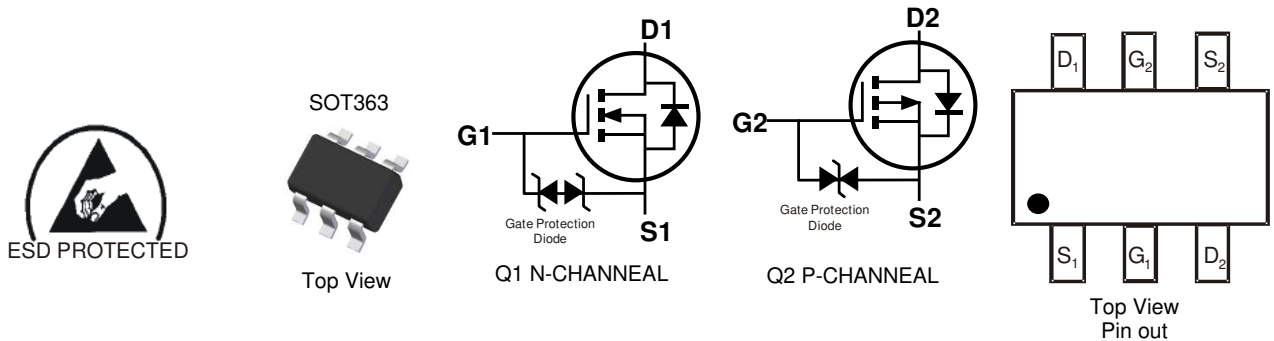 ESD PROTECTED
SOT363
Top View
D1
G1
Gate Protection
Diode
S1
Q1 N-CHANNEAL
D2
G2
Gate Protection
Diode
S2
Q2 P-CHANNEAL
D₁ G₂ S₂
S₁ G₁ D₂
Top View
Pin out